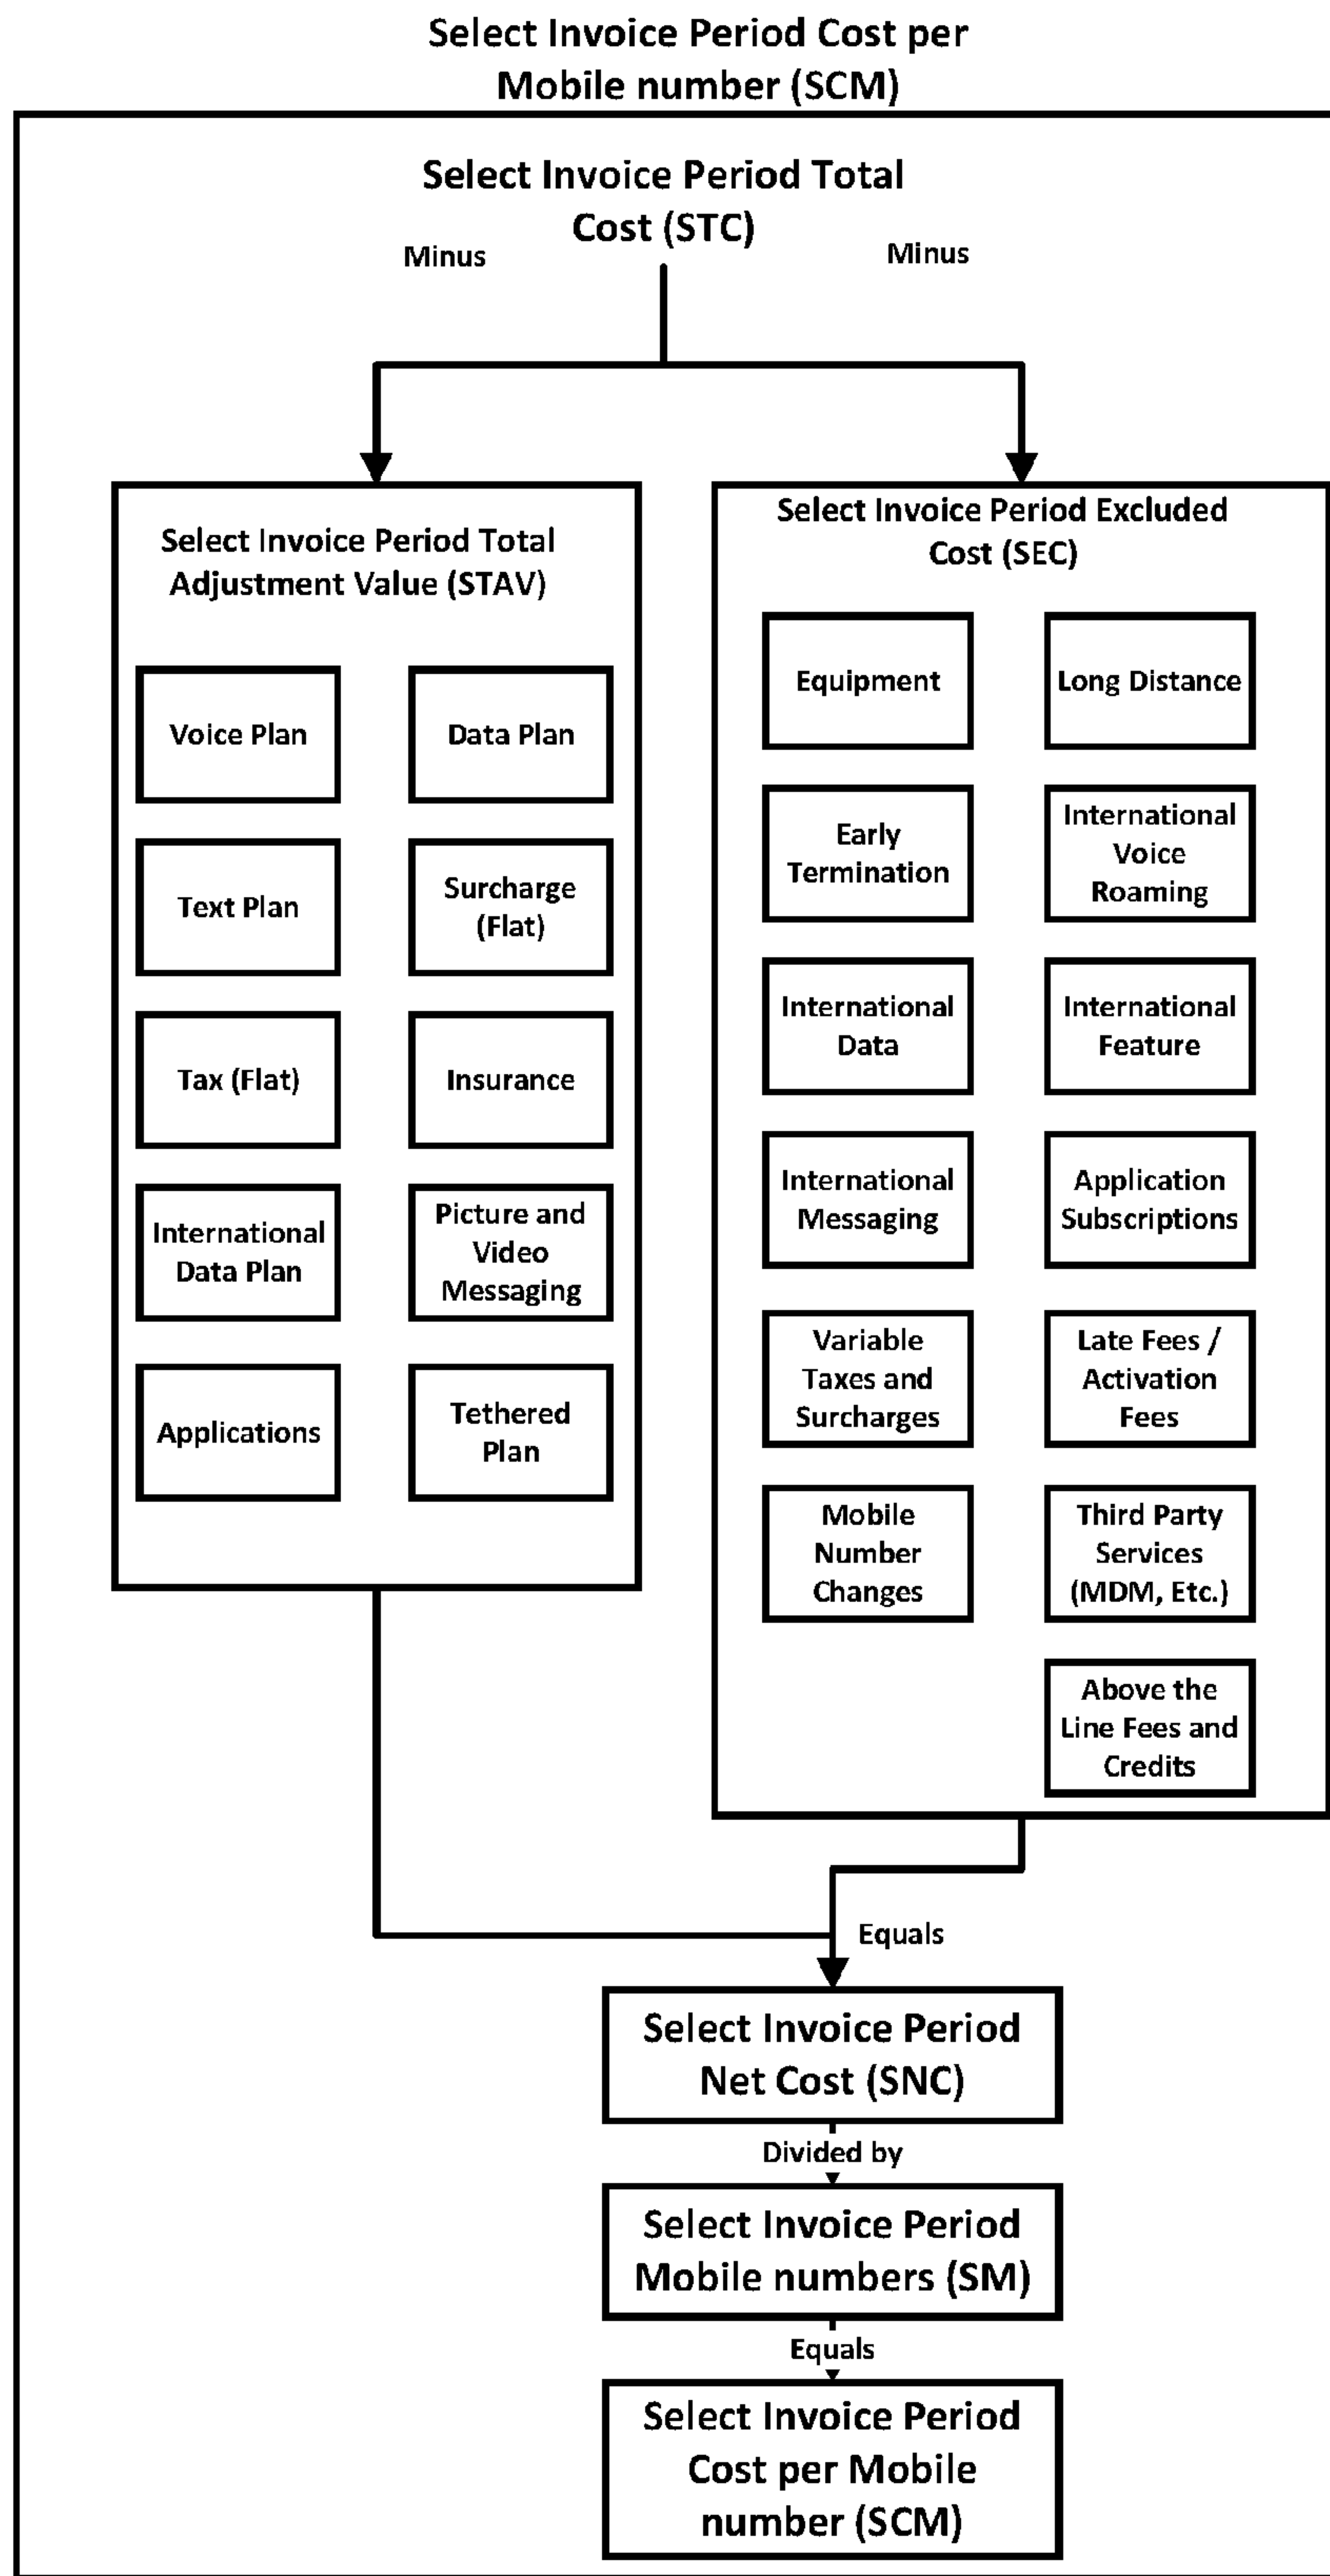 Select Invoice Period Cost per
Mobile number (SCM)
Select Invoice Period Total
Cost (STC)
Minus
Minus
Select Invoice Period Total
Adjustment Value (STAV)
Voice Plan
Data Plan
Text Plan
Surcharge
(Flat)
Tax (Flat)
Insurance
International
Data Plan
Picture and
Video
Messaging
Applications
Tethered
Plan
Select Invoice Period Excluded
Cost (SEC)
Equipment
Long Distance
Early
Termination
International
Voice
Roaming
International
Data
International
Feature
International
Messaging
Application
Subscriptions
Variable
Taxes and
Surcharges
Late Fees /
Activation
Fees
Mobile
Number
Changes
Third Party
Services
(MDM, Etc.)
Above the
Line Fees and
Credits
Equals
Select Invoice Period
Net Cost (SNC)
Divided by
Select Invoice Period
Mobile numbers (SM)
Equals
Select Invoice Period
Cost per Mobile
number (SCM)